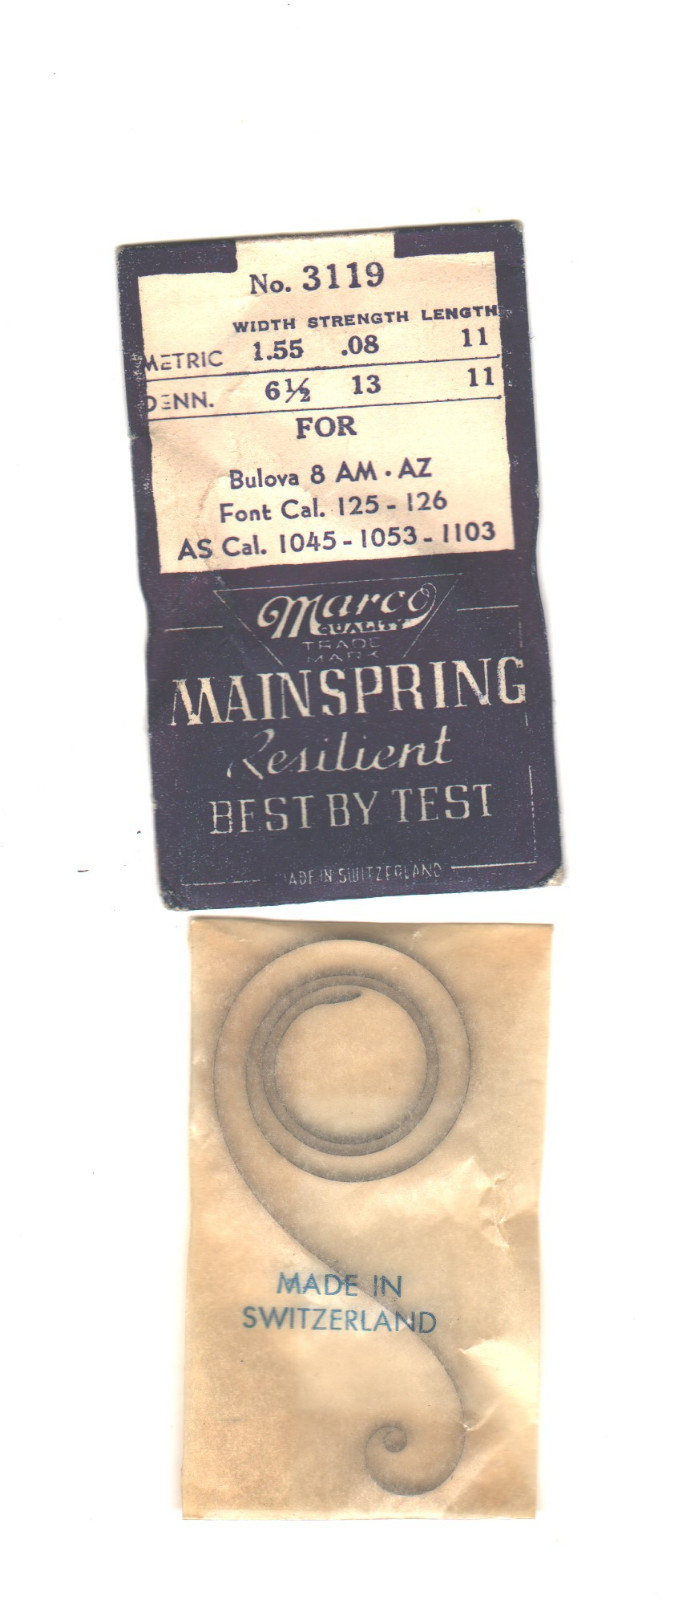 No. 3119
WIDTH STRENGTH LENGTH
METRIC 1.55 .08 11
DENN. 6½ 13 11
FOR
Bulova 8 AM · AZ
Font Cal. 125 - 126
AS Cal. 1045 - 1053 - 1103
Marco
QUALITY
TRADE
MARK
MAINSPRING
Resilient
BEST BY TEST
MADE IN SWITZERLAND
MADE IN
SWITZERLAND